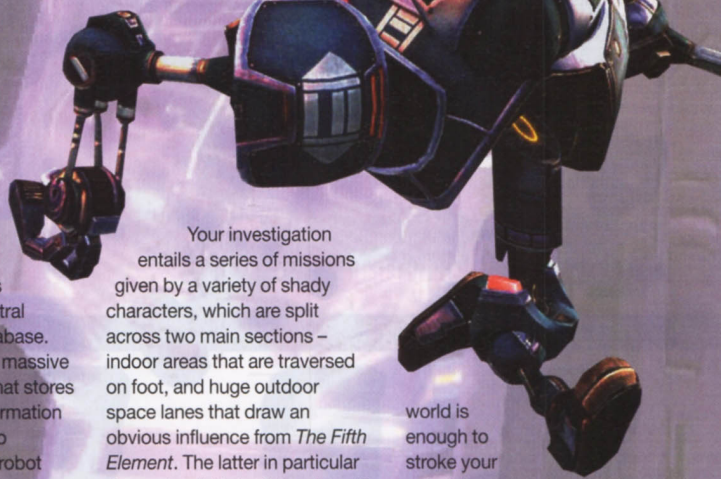 tral
abase.
massive
hat stores
rmation
robot
Your investigation
entails a series of missions
given by a variety of shady
characters, which are split
across two main sections –
indoor areas that are traversed
on foot, and huge outdoor
space lanes that draw an
obvious influence from The Fifth
Element. The latter in particular
world is
enough to
stroke your